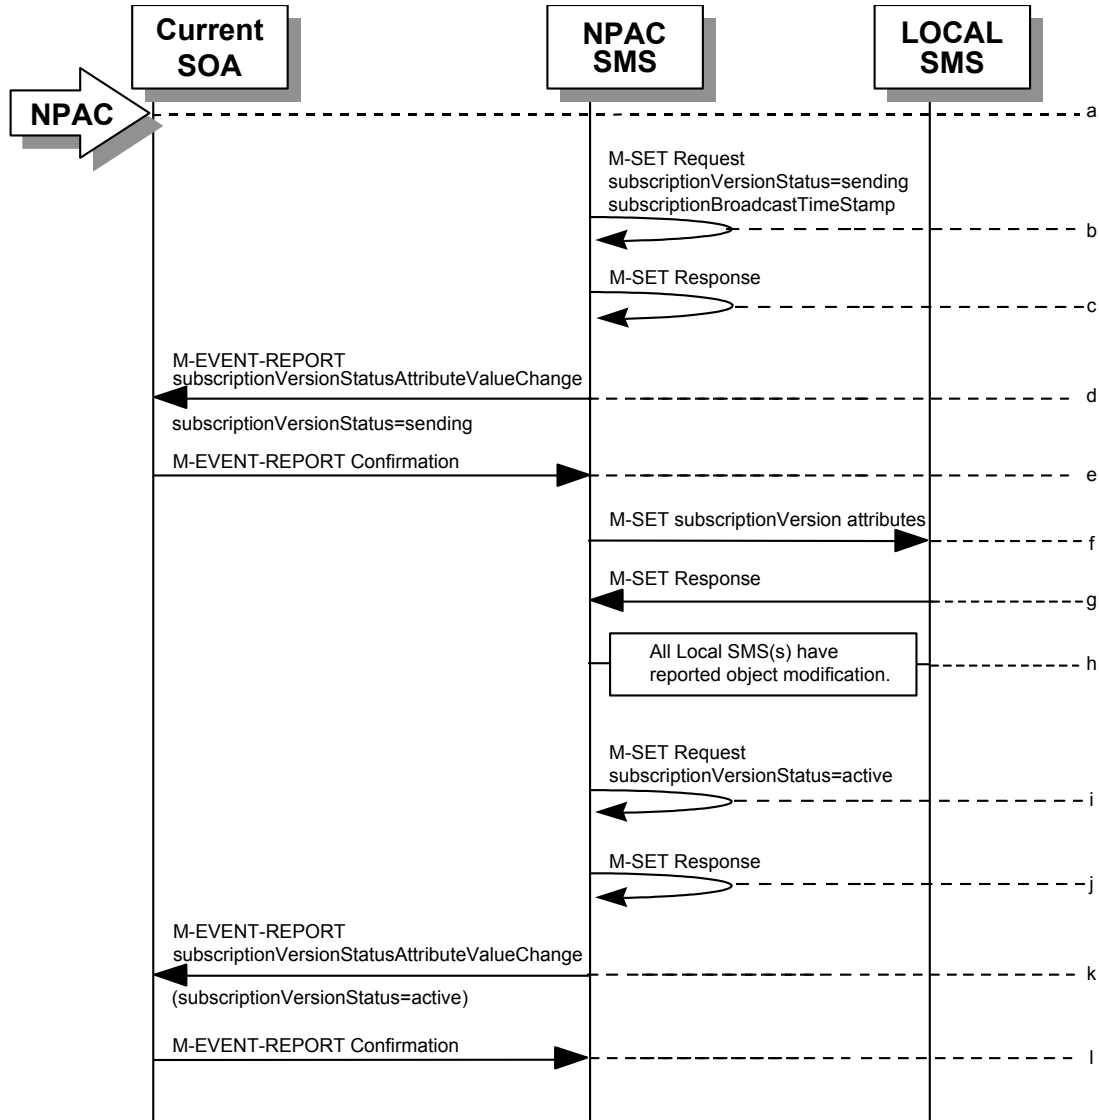 Current
SOA
NPAC
SMS
LOCAL
SMS
NPAC
a
M-SET Request
subscriptionVersionStatus=sending
subscriptionBroadcastTimeStamp
b
M-SET Response
c
M-EVENT-REPORT
subscriptionVersionStatusAttributeValueChange
d
subscriptionVersionStatus=sending
M-EVENT-REPORT Confirmation
e
M-SET subscriptionVersion attributes
f
M-SET Response
g
All Local SMS(s) have
reported object modification.
h
M-SET Request
subscriptionVersionStatus=active
i
M-SET Response
j
M-EVENT-REPORT
subscriptionVersionStatusAttributeValueChange
k
(subscriptionVersionStatus=active)
M-EVENT-REPORT Confirmation
l